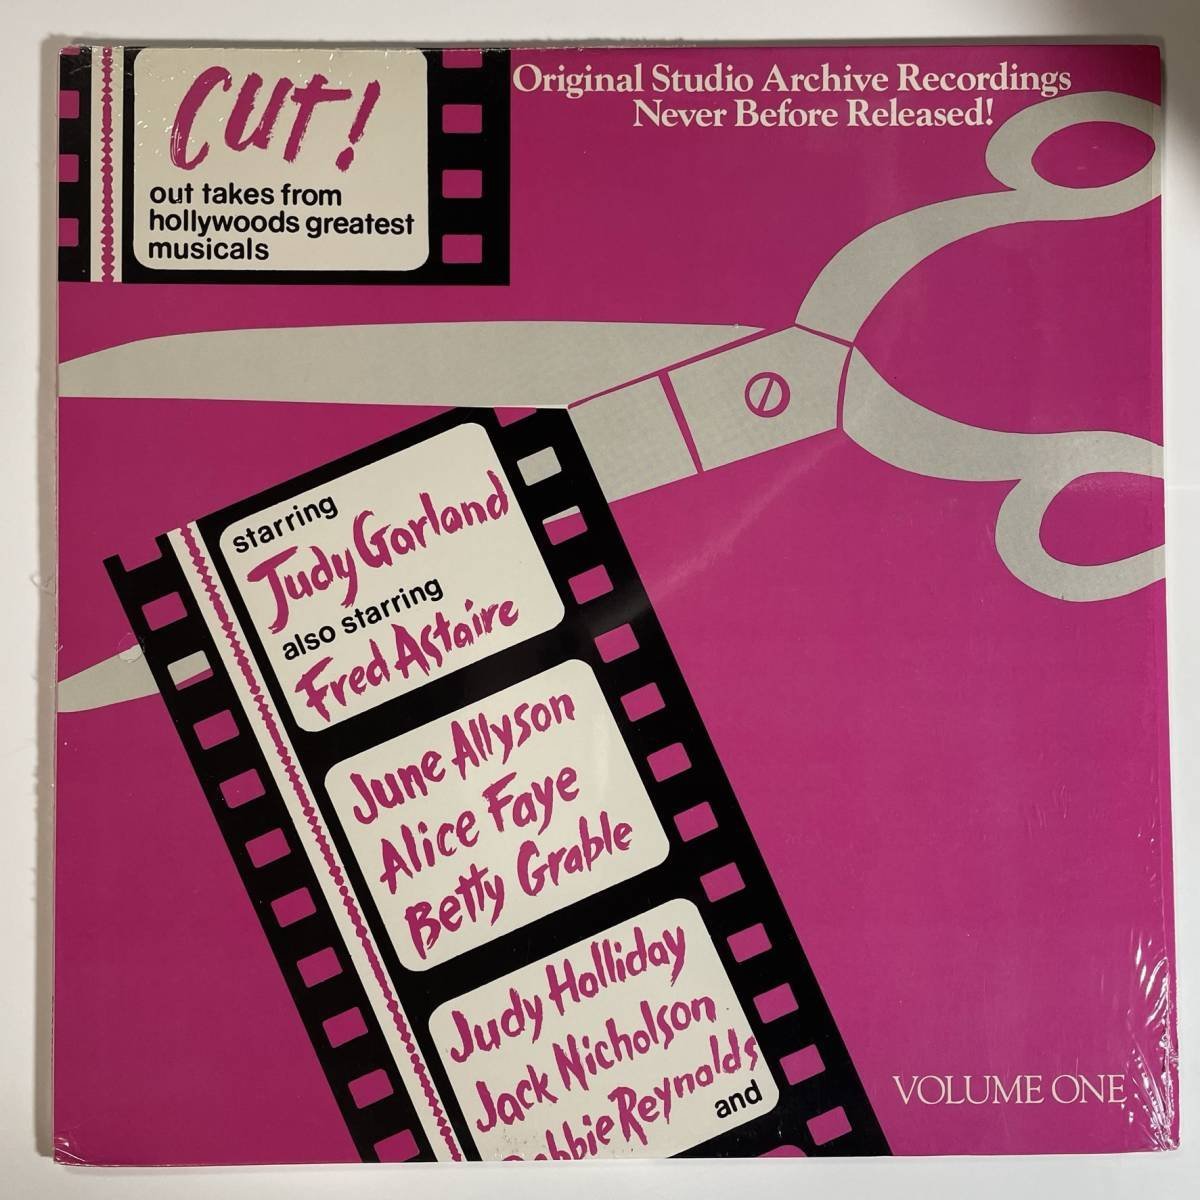 CUT!
out takes from
hollywoods greatest
musicals
Original Studio Archive Recordings
Never Before Released!
starring
Judy Garland
also starring
Fred Astaire
June Allyson
Alice Faye
Betty Grable
Judy Holliday
Jack Nicholson
Debbie Reynolds
and
VOLUME ONE